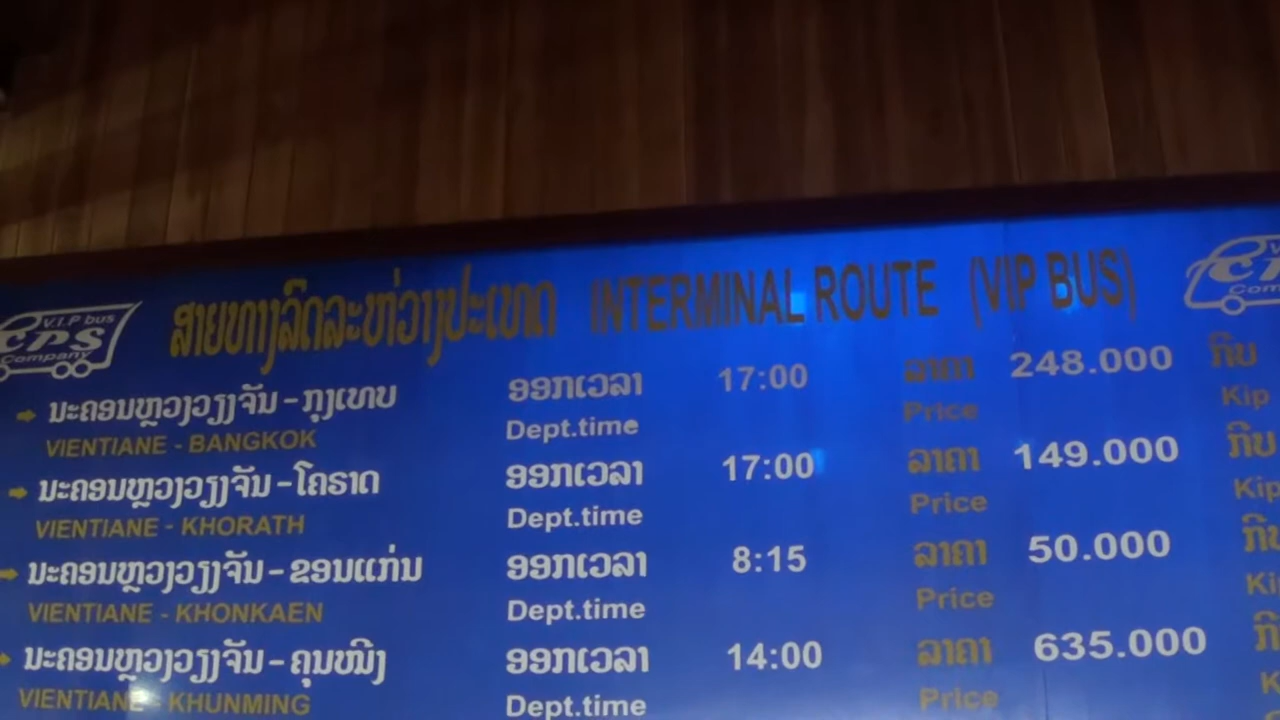 ສາຍທາງລົດລະຫ່ວາງປະເທດ INTERMINAL ROUTE (VIP BUS)
V.I.P bus
CPS
Company
ນະຄອນຫຼວງວຽງຈັນ - ກຸງເທບ ອອກເວລາ 17:00 ລາຄາ 248.000 ກີບ
VIENTIANE - BANGKOK Dept.time Price Kip
ນະຄອນຫຼວງວຽງຈັນ - ໂຄຣາດ ອອກເວລາ 17:00 ລາຄາ 149.000 ກີບ
VIENTIANE - KHORATH Dept.time Price Kip
ນະຄອນຫຼວງວຽງຈັນ - ຂອນແກ່ນ ອອກເວລາ 8:15 ລາຄາ 50.000
VIENTIANE - KHONKAEN Dept.time Price
ນະຄອນຫຼວງວຽງຈັນ - ຄຸນໝີງ ອອກເວລາ 14:00 ລາຄາ 635.000
VIENTIANE - KHUNMING Dept.time Price